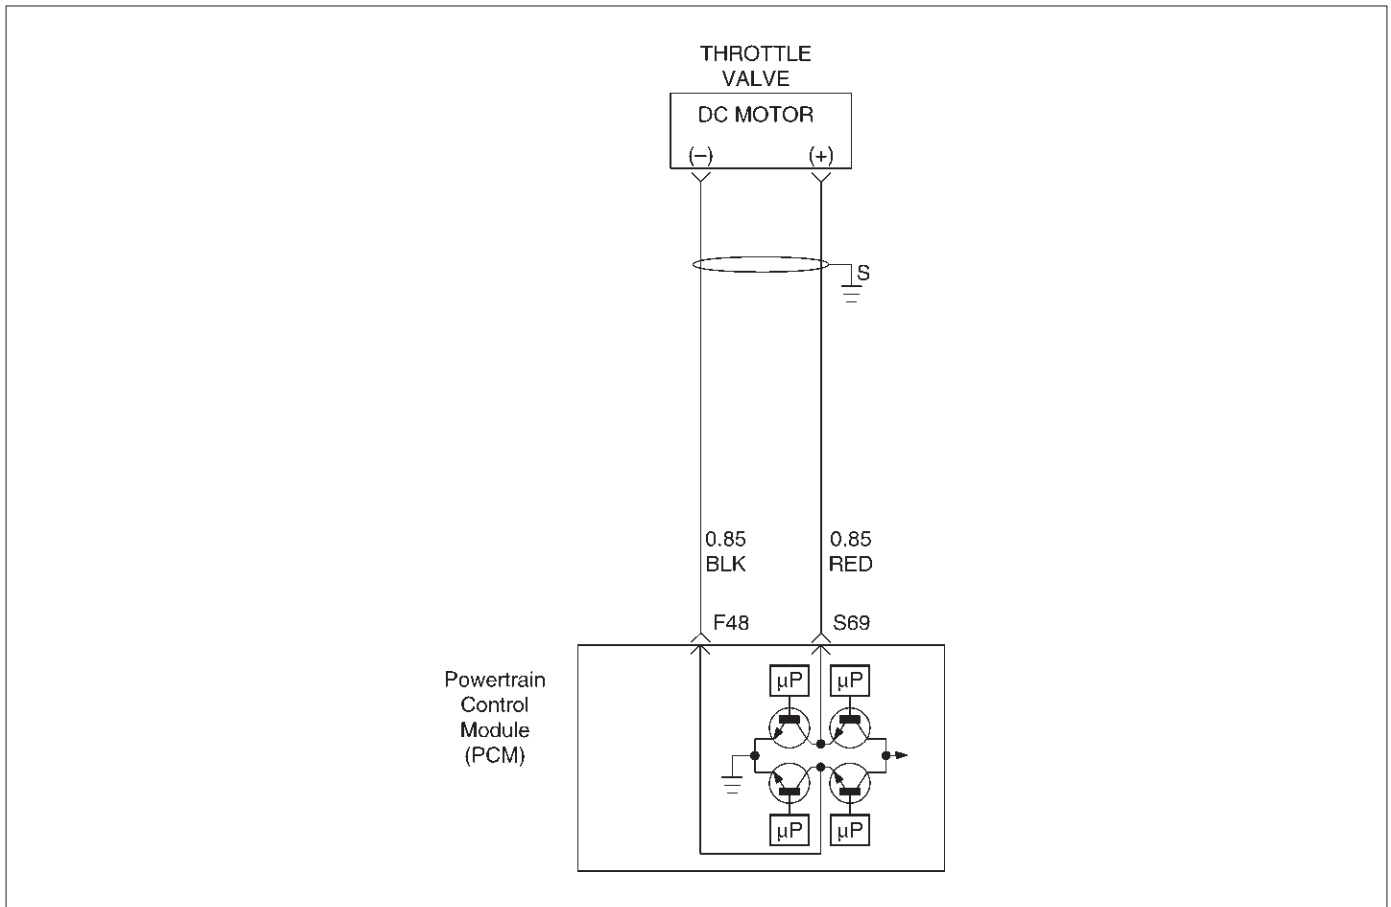 THROTTLE
VALVE
DC MOTOR
(–) (+)
S
0.85 0.85
BLK RED
F48 S69
Powertrain
Control
Module
(PCM)
µP µP
µP µP